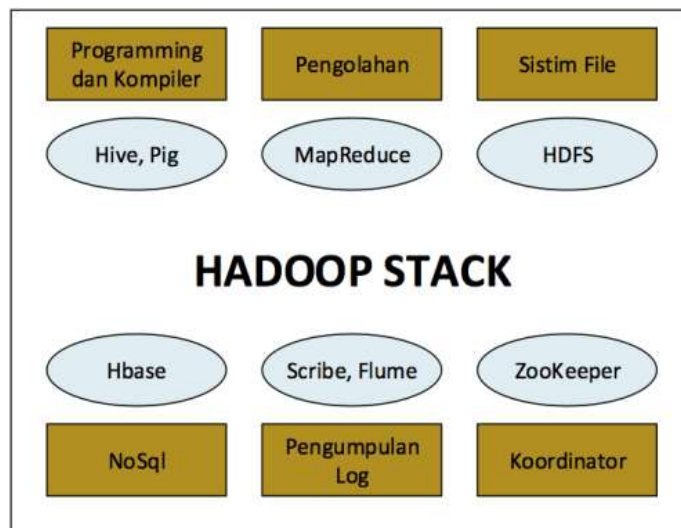 Programming
dan Kompiler
Pengolahan
Sistim File
Hive, Pig
MapReduce
HDFS
HADOOP STACK
Hbase
Scribe, Flume
ZooKeeper
NoSql
Pengumpulan
Log
Koordinator